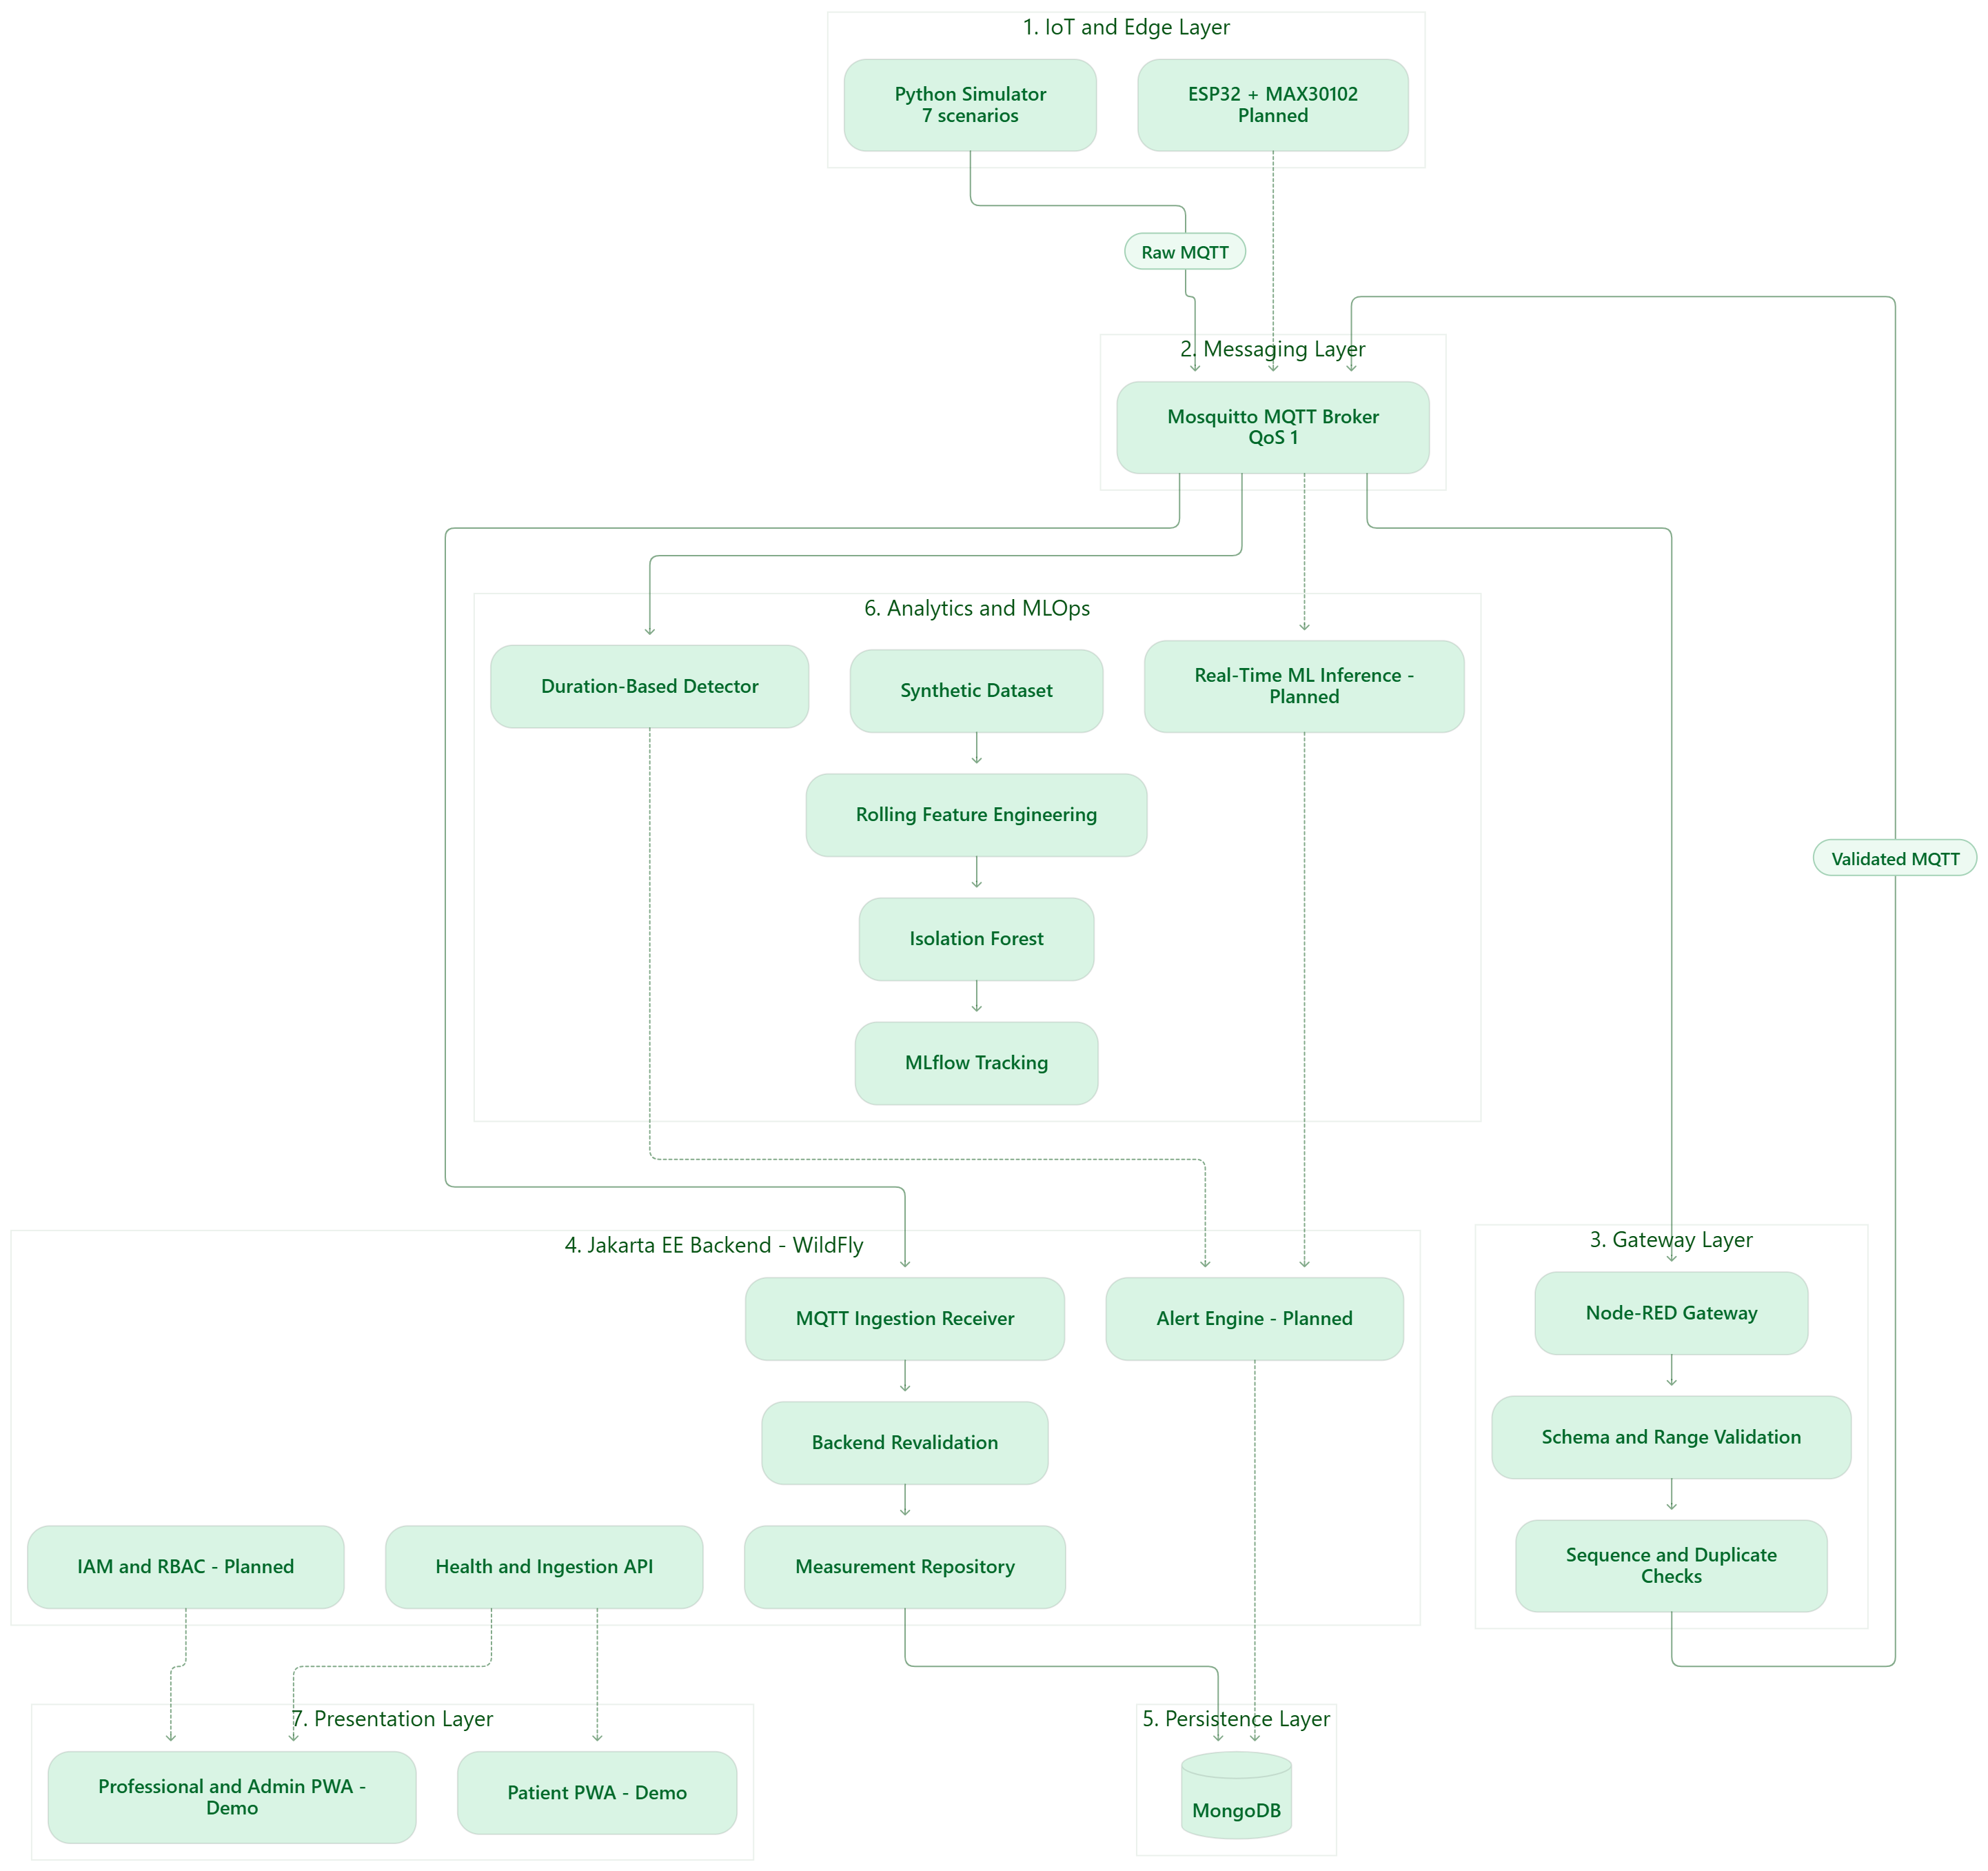 1. IoT and Edge Layer
Python Simulator
7 scenarios
ESP32 + MAX30102
Planned
Raw MQTT
2. Messaging Layer
Mosquitto MQTT Broker
QoS 1
6. Analytics and MLOps
Duration-Based Detector
Synthetic Dataset
Real-Time ML Inference -
Planned
Rolling Feature Engineering
Validated MQTT
Isolation Forest
MLflow Tracking
4. Jakarta EE Backend - WildFly
3. Gateway Layer
MQTT Ingestion Receiver
Alert Engine - Planned
Node-RED Gateway
Backend Revalidation
Schema and Range Validation
IAM and RBAC - Planned
Health and Ingestion API
Measurement Repository
Sequence and Duplicate
Checks
7. Presentation Layer
5. Persistence Layer
Professional and Admin PWA -
Demo
Patient PWA - Demo
MongoDB